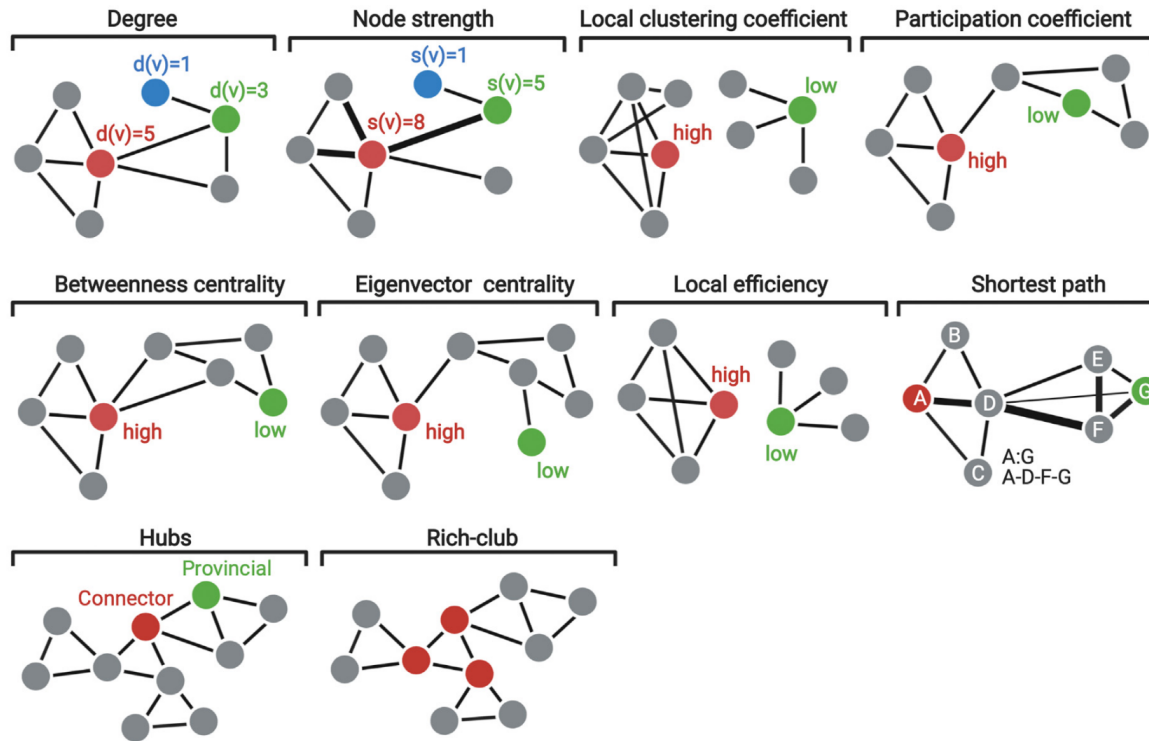 Degree
Node strength
Local clustering coefficient
Participation coefficient
d(v)=1
d(v)=3
d(v)=5
s(v)=1
s(v)=5
s(v)=8
low
high
low
high
Betweenness centrality
Eigenvector centrality
Local efficiency
Shortest path
high
low
high
low
high
low
B
E
A
D
G
F
C
A:G
A-D-F-G
Hubs
Rich-club
Provincial
Connector